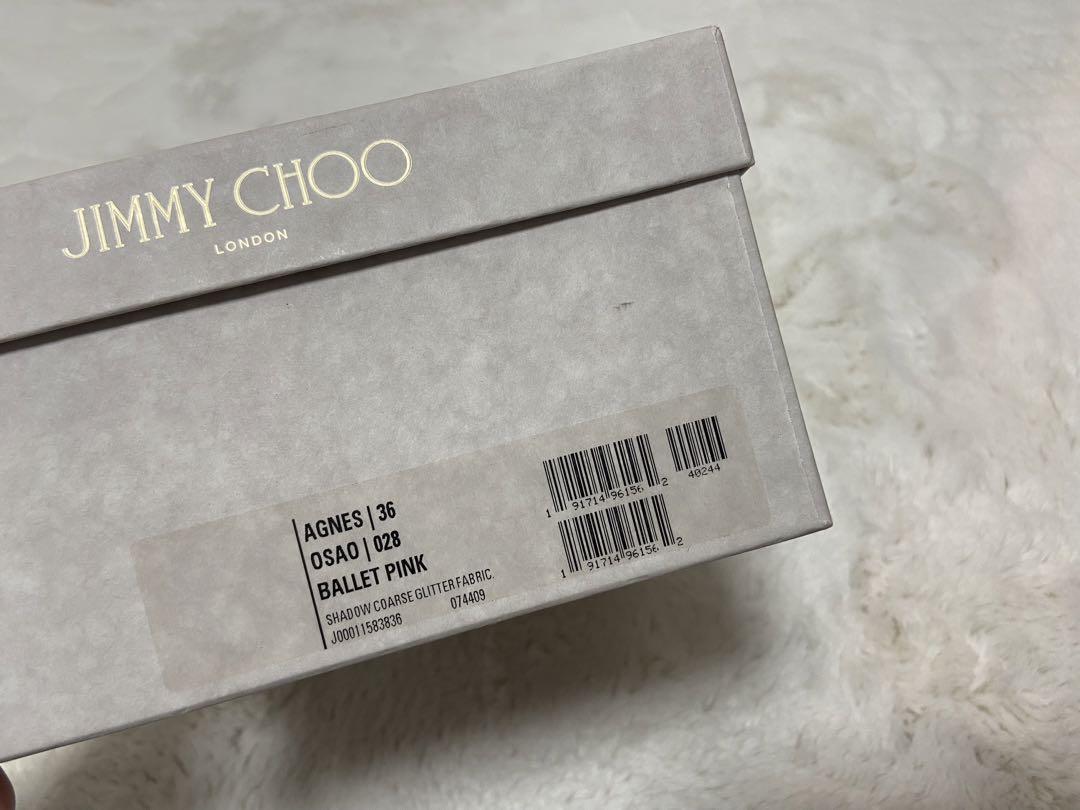 JIMMY CHOO
LONDON
AGNES | 36
OSAO | 028
BALLET PINK
SHADOW COARSE GLITTER FABRIC.
J00011583836 074409
1 91714 96156 2
40244
1 91714 96156 2